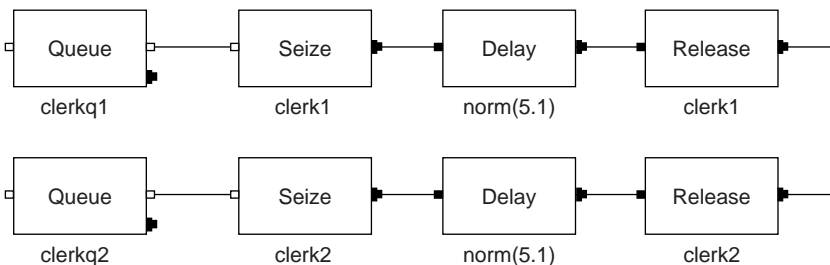 Queue Seize Delay Release
clerkq1 clerk1 norm(5.1) clerk1
Queue Seize Delay Release
clerkq2 clerk2 norm(5.1) clerk2